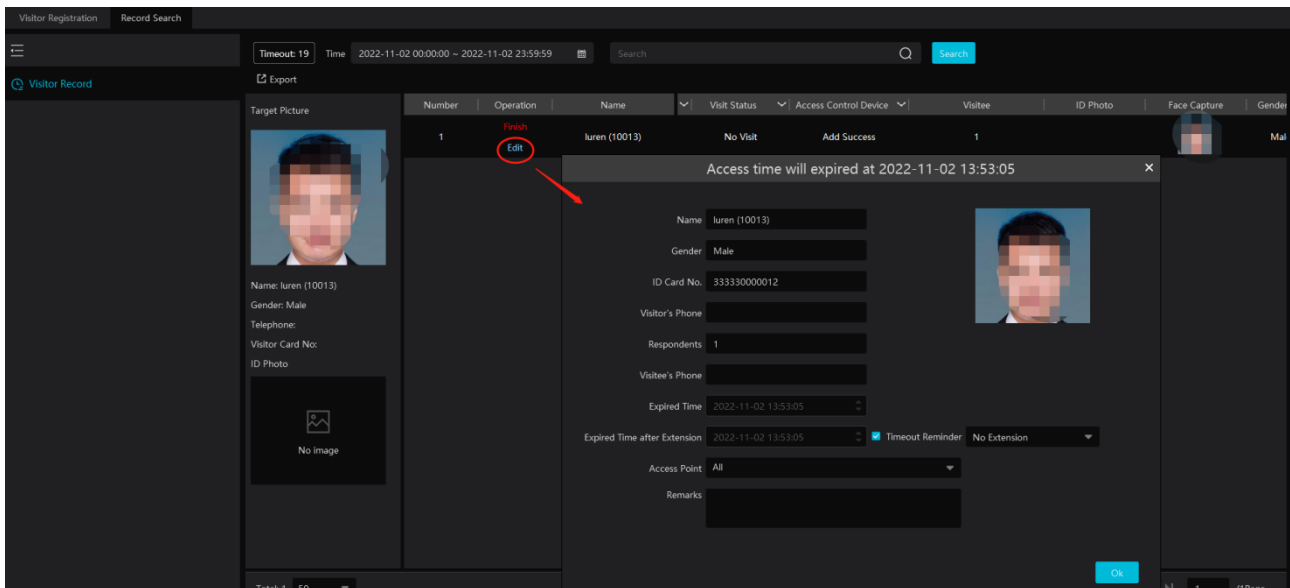 Visitor Registration Record Search
Timeout: 19 Time 2022-11-02 00:00:00 ~ 2022-11-02 23:59:59 Search Search
Visitor Record
Export
Target Picture
Number Operation Name Visit Status Access Control Device Visitee ID Photo Face Capture Gender
1 Finish Edit luren (10013) No Visit Add Success 1
Name: luren (10013)
Gender: Male
Telephone:
Visitor Card No:
ID Photo
No image
Access time will expired at 2022-11-02 13:53:05
Name luren (10013)
Gender Male
ID Card No. 333330000012
Visitor's Phone
Respondents 1
Visitee's Phone
Expired Time 2022-11-02 13:53:05
Expired Time after Extension 2022-11-02 13:53:05 Timeout Reminder No Extension
Access Point All
Remarks
Ok